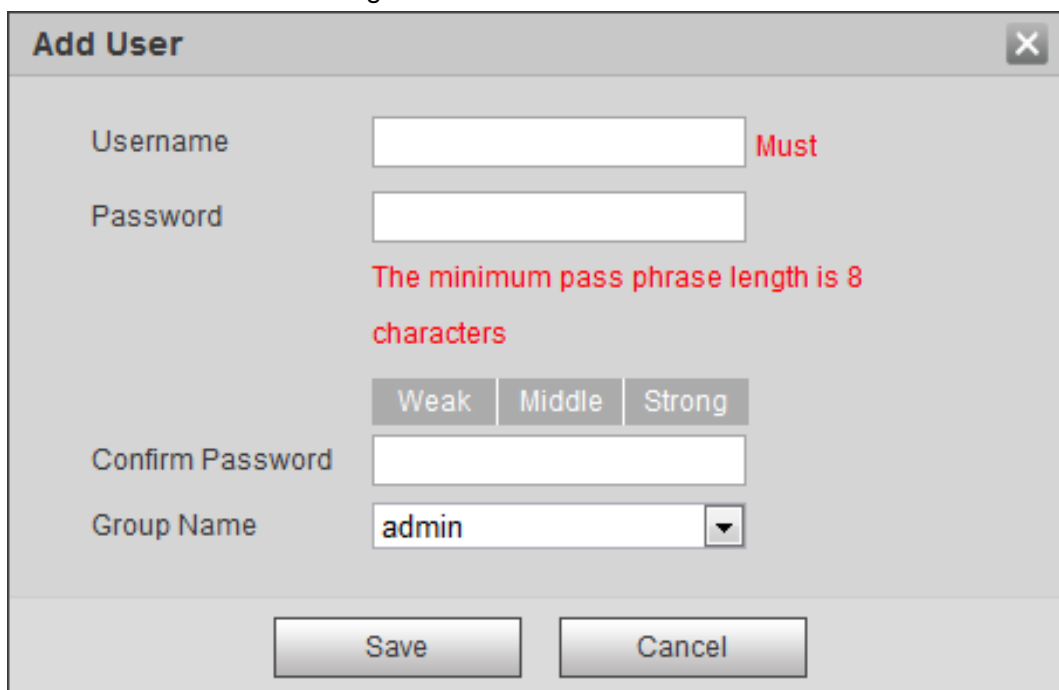 Add User
Username
Must
Password
The minimum pass phrase length is 8
characters
Weak Middle Strong
Confirm Password
Group Name
admin
Save Cancel